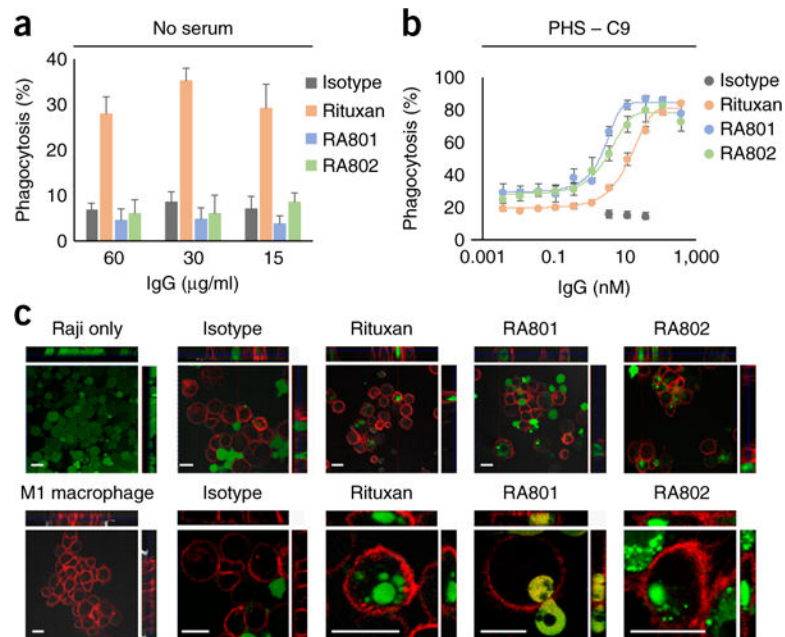 a
No serum
Phagocytosis (%)
40
30
20
10
0
60
30
15
IgG (μg/ml)
Isotype
Rituxan
RA801
RA802
b
PHS – C9
Phagocytosis (%)
100
80
60
40
20
0
0.001
0.1
10
1,000
IgG (nM)
Isotype
Rituxan
RA801
RA802
c
Raji only
Isotype
Rituxan
RA801
RA802
M1 macrophage
Isotype
Rituxan
RA801
RA802